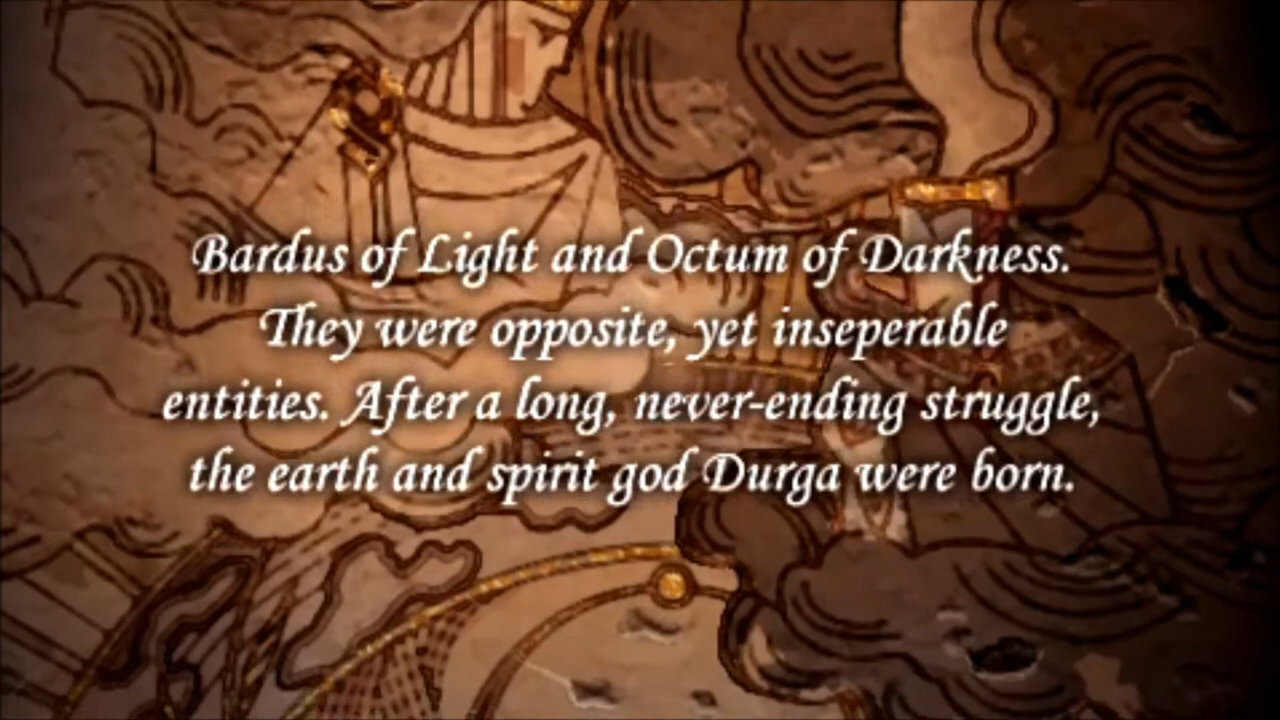 Bardus of Light and Octum of Darkness.
They were opposite, yet inseperable
entities. After a long, never-ending struggle,
the earth and spirit god Durga were born.